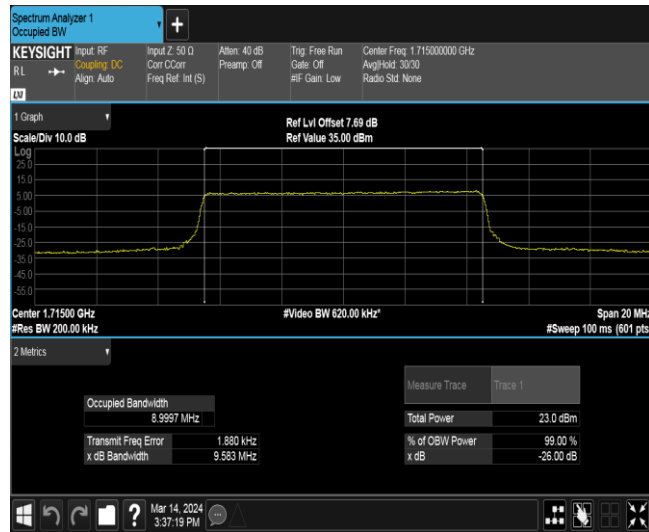 Spectrum Analyzer 1
Occupied BW
KEYSIGHT Input: RF Input Z: 50 Ω Atten: 40 dB Trig: Free Run Center Freq: 1.715000000 GHz
RL Coupling: DC Corr CCorr Preamp: Off Gate: Off Avg|Hold: 30/30
Align: Auto Freq Ref: Int (S) #IF Gain: Low Radio Std: None
LXI
1 Graph
Ref Lvl Offset 7.69 dB
Scale/Div 10.0 dB Ref Value 35.00 dBm
Log
25.0
15.0
5.00
-5.00
-15.0
-25.0
-35.0
-45.0
-55.0
Center 1.71500 GHz #Video BW 620.00 kHz* Span 20 MHz
#Res BW 200.00 kHz #Sweep 100 ms (601 pts
2 Metrics
Measure Trace Trace 1
Occupied Bandwidth
8.9997 MHz Total Power 23.0 dBm
Transmit Freq Error 1.880 kHz % of OBW Power 99.00 %
x dB Bandwidth 9.583 MHz x dB -26.00 dB
? Mar 14, 2024
3:37:19 PM